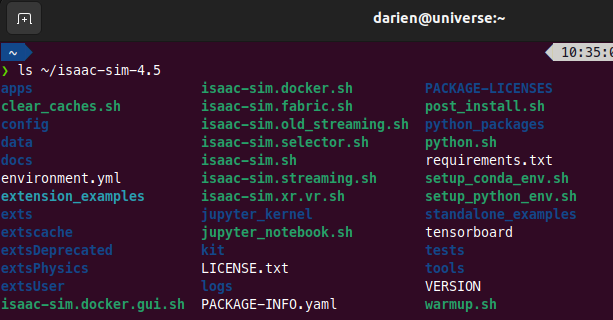 darien@universe:~
~ 10:35:0
❯ ls ~/isaac-sim-4.5
apps isaac-sim.docker.sh PACKAGE-LICENSES
clear_caches.sh isaac-sim.fabric.sh post_install.sh
config isaac-sim.old_streaming.sh python_packages
data isaac-sim.selector.sh python.sh
docs isaac-sim.sh requirements.txt
environment.yml isaac-sim.streaming.sh setup_conda_env.sh
extension_examples isaac-sim.xr.vr.sh setup_python_env.sh
exts jupyter_kernel standalone_examples
extscache jupyter_notebook.sh tensorboard
extsDeprecated kit tests
extsPhysics LICENSE.txt tools
extsUser logs VERSION
isaac-sim.docker.gui.sh PACKAGE-INFO.yaml warmup.sh